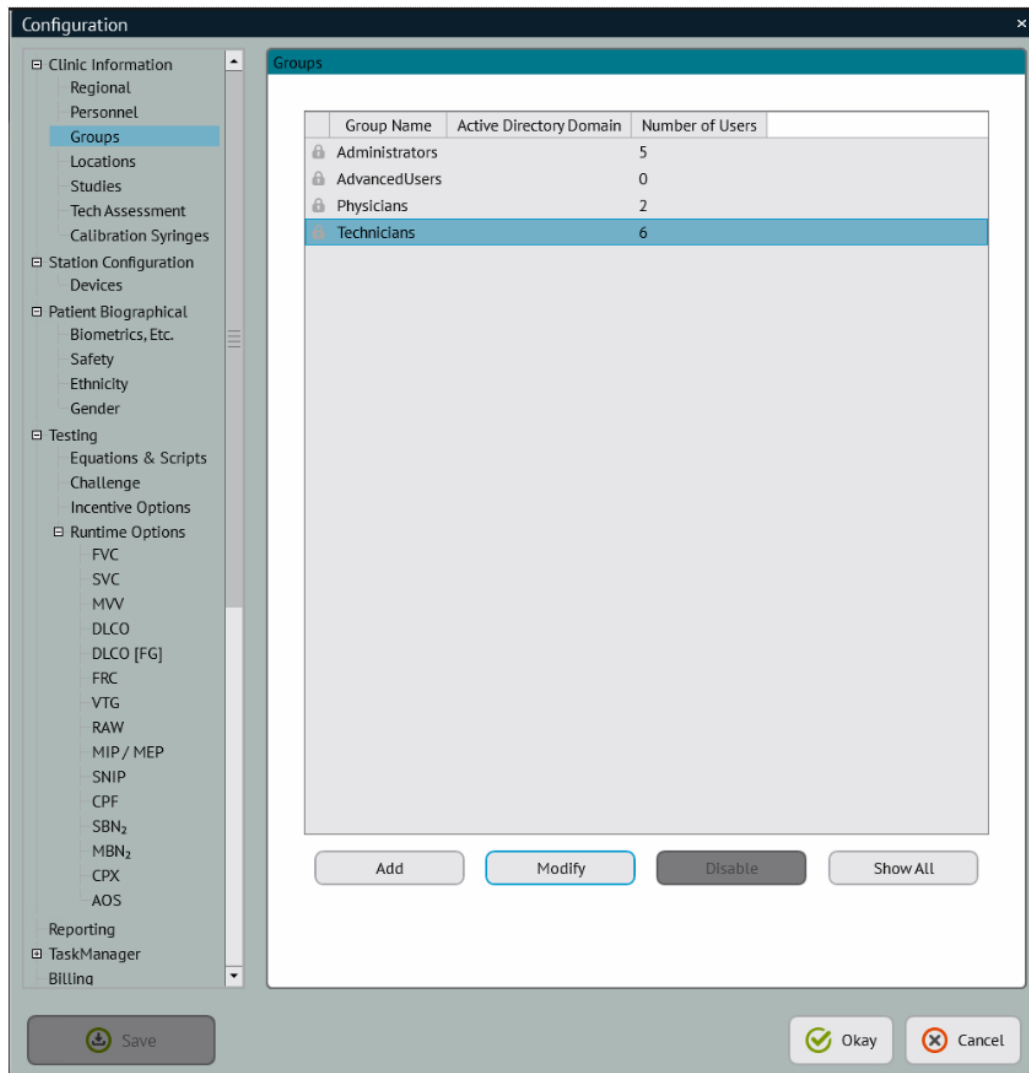 Configuration
Clinic Information
Regional
Personnel
Groups
Locations
Studies
Tech Assessment
Calibration Syringes
Station Configuration
Devices
Patient Biographical
Biometrics, Etc.
Safety
Ethnicity
Gender
Testing
Equations & Scripts
Challenge
Incentive Options
Runtime Options
FVC
SVC
MVV
DLCO
DLCO [FG]
FRC
VTG
RAW
MIP / MEP
SNIP
CPF
SBN₂
MBN₂
CPX
AOS
Reporting
TaskManager
Billing
Groups
Group Name Active Directory Domain Number of Users
Administrators 5
AdvancedUsers 0
Physicians 2
Technicians 6
Add Modify Disable Show All
Save Okay Cancel